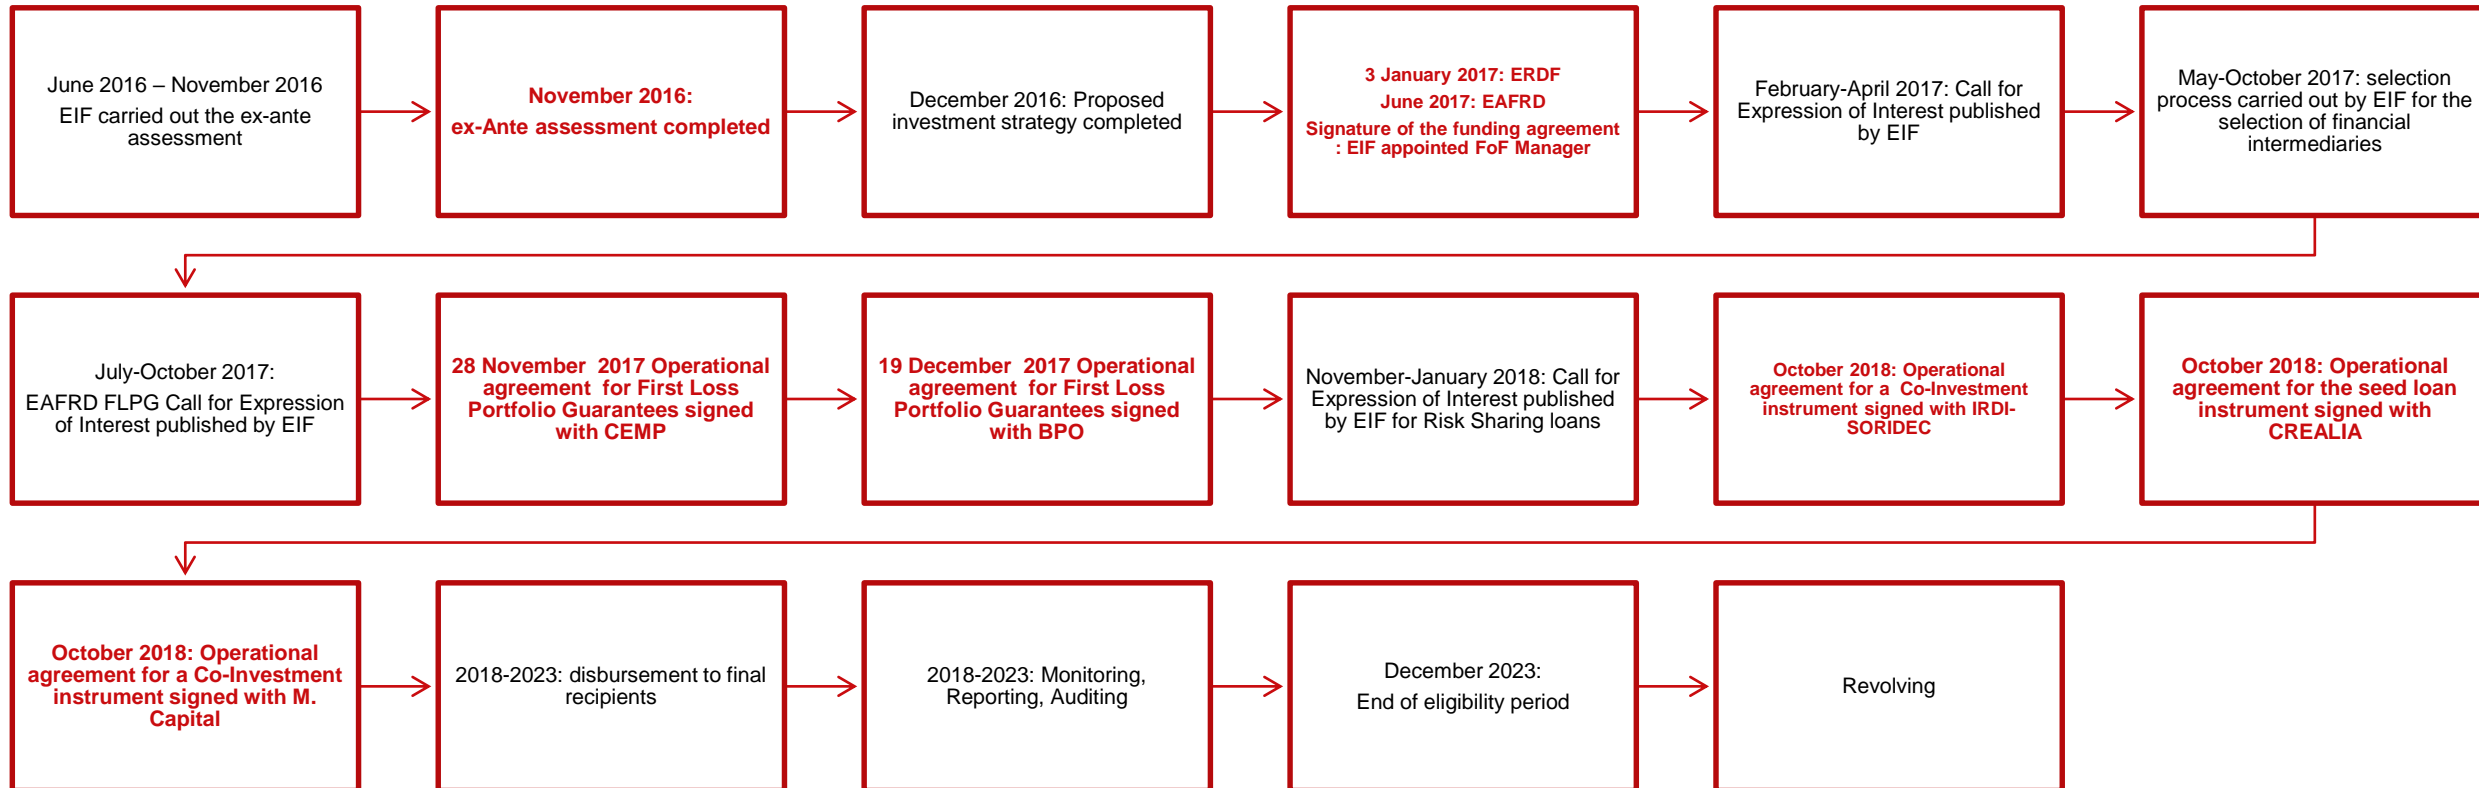 June 2016 – November 2016
EIF carried out the ex-ante
assessment
November 2016:
ex-Ante assessment completed
December 2016: Proposed
investment strategy completed
3 January 2017: ERDF
June 2017: EAFRD
Signature of the funding agreement
: EIF appointed FoF Manager
February-April 2017: Call for
Expression of Interest published
by EIF
May-October 2017: selection
process carried out by EIF for the
selection of financial
intermediaries
July-October 2017:
EAFRD FLPG Call for Expression
of Interest published by EIF
28 November 2017 Operational
agreement for First Loss
Portfolio Guarantees signed
with CEMP
19 December 2017 Operational
agreement for First Loss
Portfolio Guarantees signed
with BPO
November-January 2018: Call for
Expression of Interest published
by EIF for Risk Sharing loans
October 2018: Operational
agreement for a Co-Investment
instrument signed with IRDI-
SORIDEC
October 2018: Operational
agreement for the seed loan
instrument signed with
CREALIA
October 2018: Operational
agreement for a Co-Investment
instrument signed with M.
Capital
2018-2023: disbursement to final
recipients
2018-2023: Monitoring,
Reporting, Auditing
December 2023:
End of eligibility period
Revolving